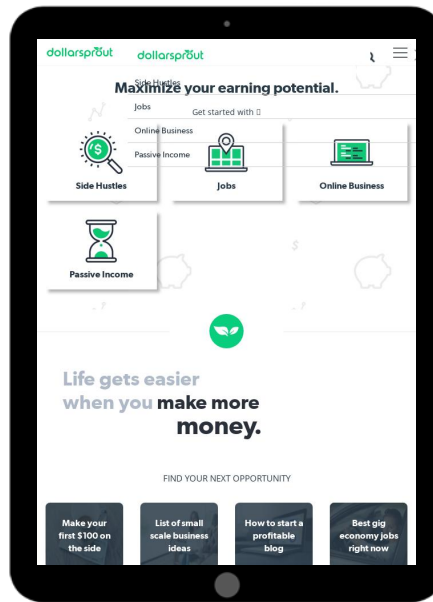 dollarsprout
dollarsprout
Side Hustles
Maximize your earning potential.
Jobs
Get started with
Online Business
Passive Income
Side Hustles
Jobs
Online Business
Passive Income
$
Life gets easier
when you make more
money.
FIND YOUR NEXT OPPORTUNITY
Make your
first $100 on
the side
List of small
scale business
ideas
How to start a
profitable
blog
Best gig
economy jobs
right now